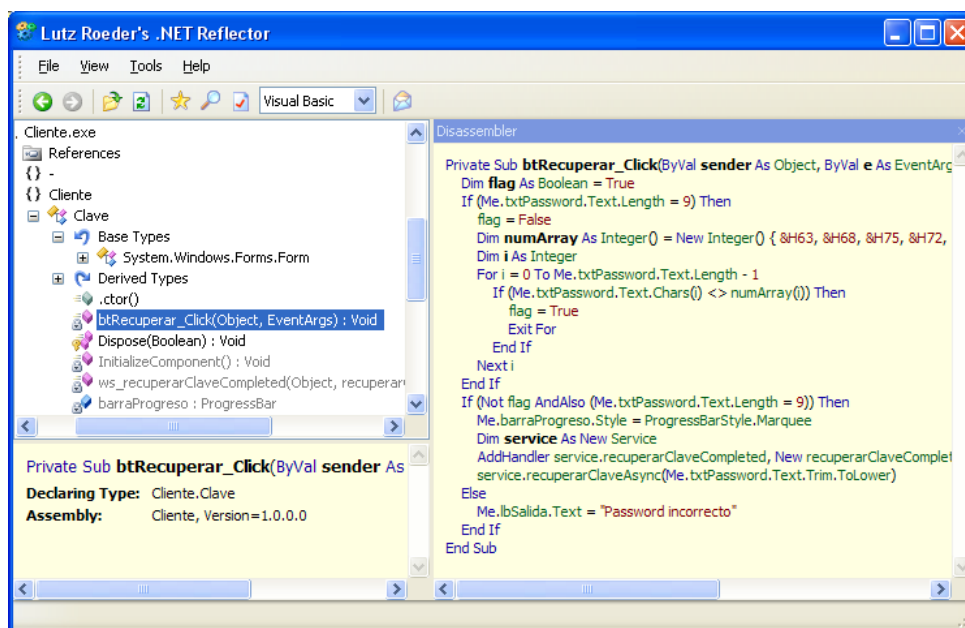 Lutz Roeder's .NET Reflector
File View Tools Help
Visual Basic
Cliente.exe
References
{} -
{} Cliente
Clave
Base Types
System.Windows.Forms.Form
Derived Types
.ctor()
btRecuperar_Click(Object, EventArgs) : Void
Dispose(Boolean) : Void
InitializeComponent() : Void
ws_recuperarClaveCompleted(Object, recuperar
barraProgreso : ProgressBar
Private Sub btRecuperar_Click(ByVal sender As
Declaring Type: Cliente.Clave
Assembly: Cliente, Version=1.0.0.0
Disassembler
Private Sub btRecuperar_Click(ByVal sender As Object, ByVal e As EventArg
Dim flag As Boolean = True
If (Me.txtPassword.Text.Length = 9) Then
flag = False
Dim numArray As Integer() = New Integer() { &H63, &H68, &H75, &H72,
Dim i As Integer
For i = 0 To Me.txtPassword.Text.Length - 1
If (Me.txtPassword.Text.Chars(i) <> numArray(i)) Then
flag = True
Exit For
End If
Next i
End If
If (Not flag AndAlso (Me.txtPassword.Text.Length = 9)) Then
Me.barraProgreso.Style = ProgressBarStyle.Marquee
Dim service As New Service
AddHandler service.recuperarClaveCompleted, New recuperarClaveComplet
service.recuperarClaveAsync(Me.txtPassword.Text.Trim.ToLower)
Else
Me.lbSalida.Text = "Password incorrecto"
End If
End Sub